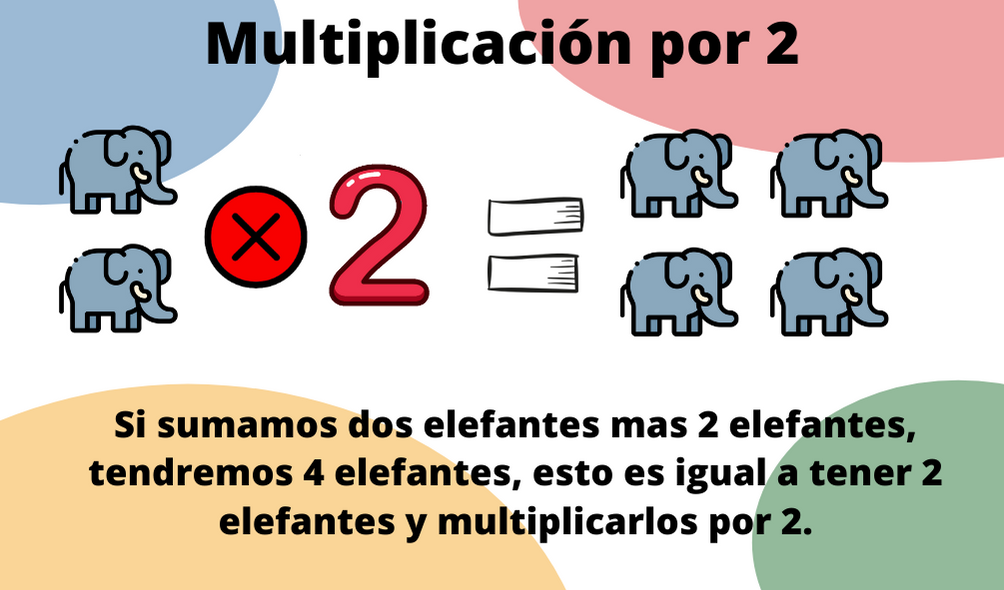 Multiplicación por 2
2
Si sumamos dos elefantes mas 2 elefantes,
tendremos 4 elefantes, esto es igual a tener 2
elefantes y multiplicarlos por 2.